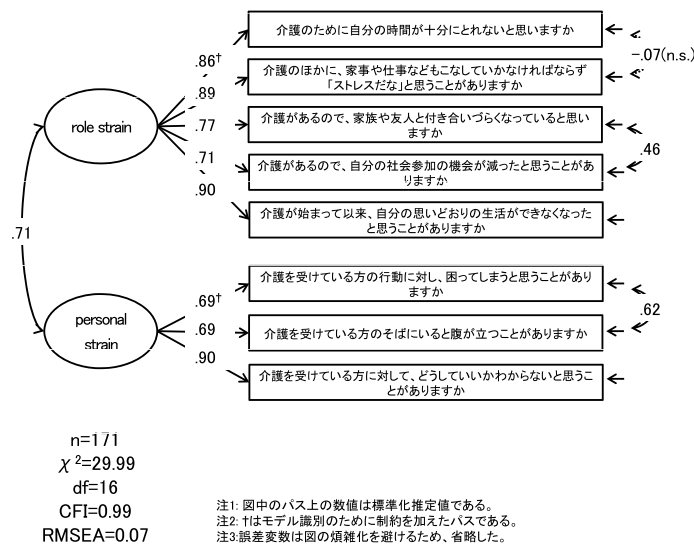 介護のために自分の時間が十分にとれないと思いますか
-.07(n.s.)
.86†
介護のほかに、家事や仕事などもこなしていかなければならず
「ストレスだな」と思うことがありますか
.89
role strain
.77
介護があるので、家族や友人と付き合いづらくなっていると思い
ますか
.46
.71
介護があるので、自分の社会参加の機会が減ったと思うことがあ
りますか
.90
介護が始まって以来、自分の思いどおりの生活ができなくなった
と思うことがありますか
.71
.69†
介護を受けている方の行動に対し、困ってしまうと思うことがあり
ますか
.62
personal
strain
.69
介護を受けている方のそばにいると腹が立つことがありますか
.90
介護を受けている方に対して、どうしていいかわからないと思うこ
とがありますか
n=171
χ²=29.99
df=16
CFI=0.99
RMSEA=0.07
注1: 図中のパス上の数値は標準化推定値である。
注2: †はモデル識別のために制約を加えたパスである。
注3:誤差変数は図の煩雑化を避けるため、省略した。